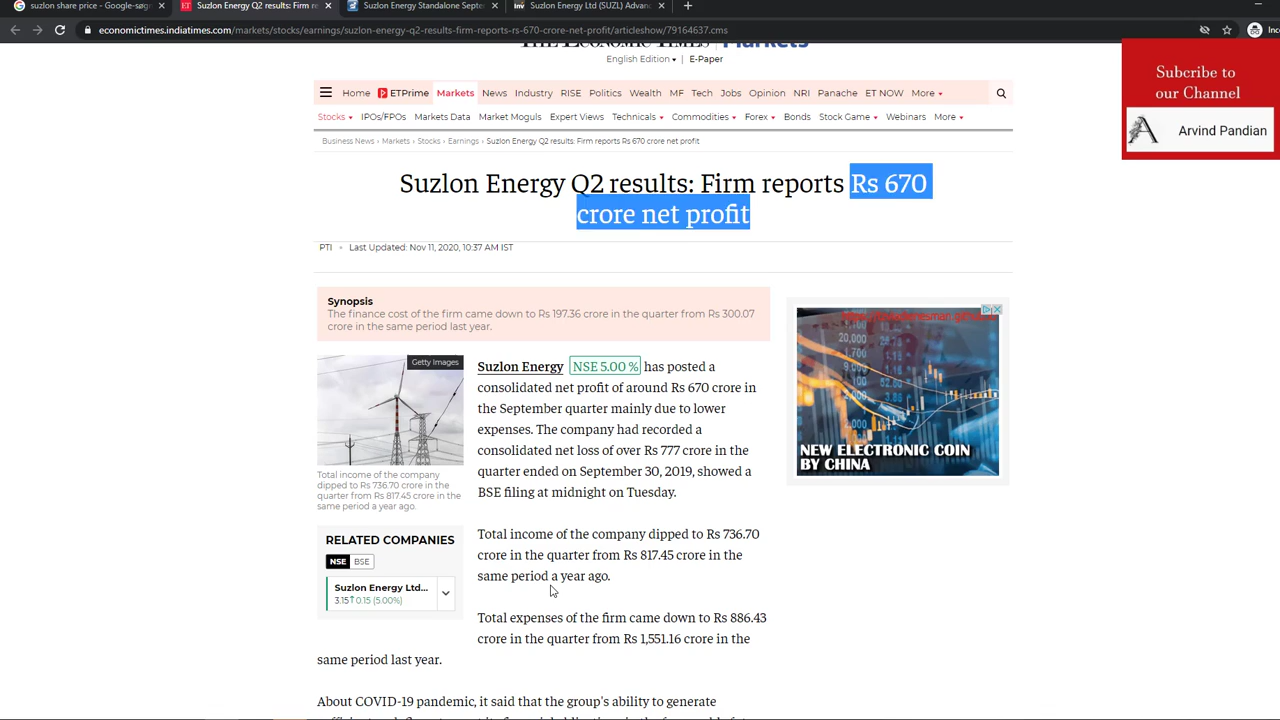 suzlon share price - Google-søg
Suzlon Energy Q2 results: Firm re
Suzlon Energy Standalone Septe
Suzlon Energy Ltd (SUZL) Advan
economictimes.indiatimes.com/markets/stocks/earnings/suzlon-energy-q2-results-firm-reports-rs-670-crore-net-profit/articleshow/79164637.cms
Inc
THE ECONOMIC TIMES Markets
English Edition | E-Paper
Home ETPrime Markets News Industry RISE Politics Wealth MF Tech Jobs Opinion NRI Panache ET NOW More
Stocks IPOs/FPOs Markets Data Market Moguls Expert Views Technicals Commodities Forex Bonds Stock Game Webinars More
Business News › Markets › Stocks › Earnings › Suzlon Energy Q2 results: Firm reports Rs 670 crore net profit
Suzlon Energy Q2 results: Firm reports Rs 670
crore net profit
PTI • Last Updated: Nov 11, 2020, 10:37 AM IST
Synopsis
The finance cost of the firm came down to Rs 197.36 crore in the quarter from Rs 300.07
crore in the same period last year.
Getty Images
Total income of the company
dipped to Rs 736.70 crore in the
quarter from Rs 817.45 crore in the
same period a year ago.
Suzlon Energy NSE 5.00 % has posted a
consolidated net profit of around Rs 670 crore in
the September quarter mainly due to lower
expenses. The company had recorded a
consolidated net loss of over Rs 777 crore in the
quarter ended on September 30, 2019, showed a
BSE filing at midnight on Tuesday.
RELATED COMPANIES
NSE BSE
Suzlon Energy Ltd...
3.15↑0.15 (5.00%)
Total income of the company dipped to Rs 736.70
crore in the quarter from Rs 817.45 crore in the
same period a year ago.
Total expenses of the firm came down to Rs 886.43
crore in the quarter from Rs 1,551.16 crore in the
same period last year.
About COVID-19 pandemic, it said that the group's ability to generate
NEW ELECTRONIC COIN
BY CHINA
Subcribe to
our Channel
Arvind Pandian